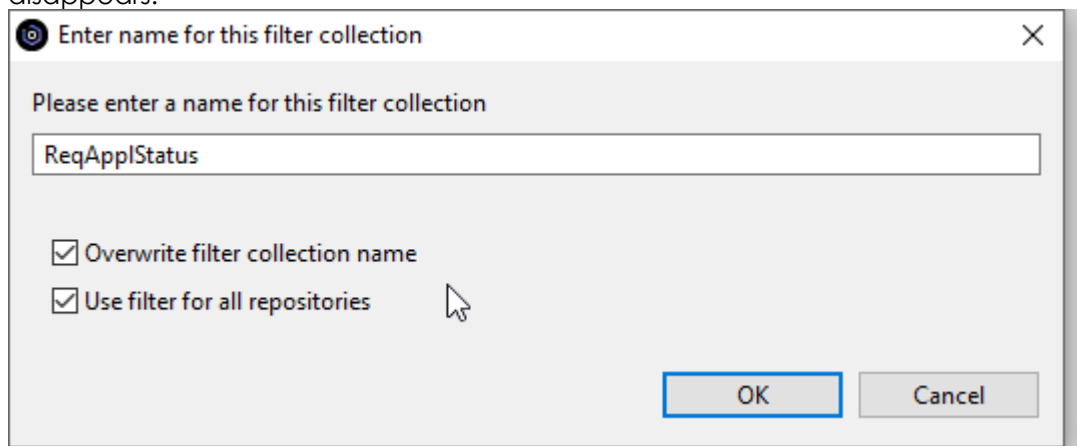 disappears.
Enter name for this filter collection
Please enter a name for this filter collection
ReqApplStatus
Overwrite filter collection name
Use filter for all repositories
OK Cancel